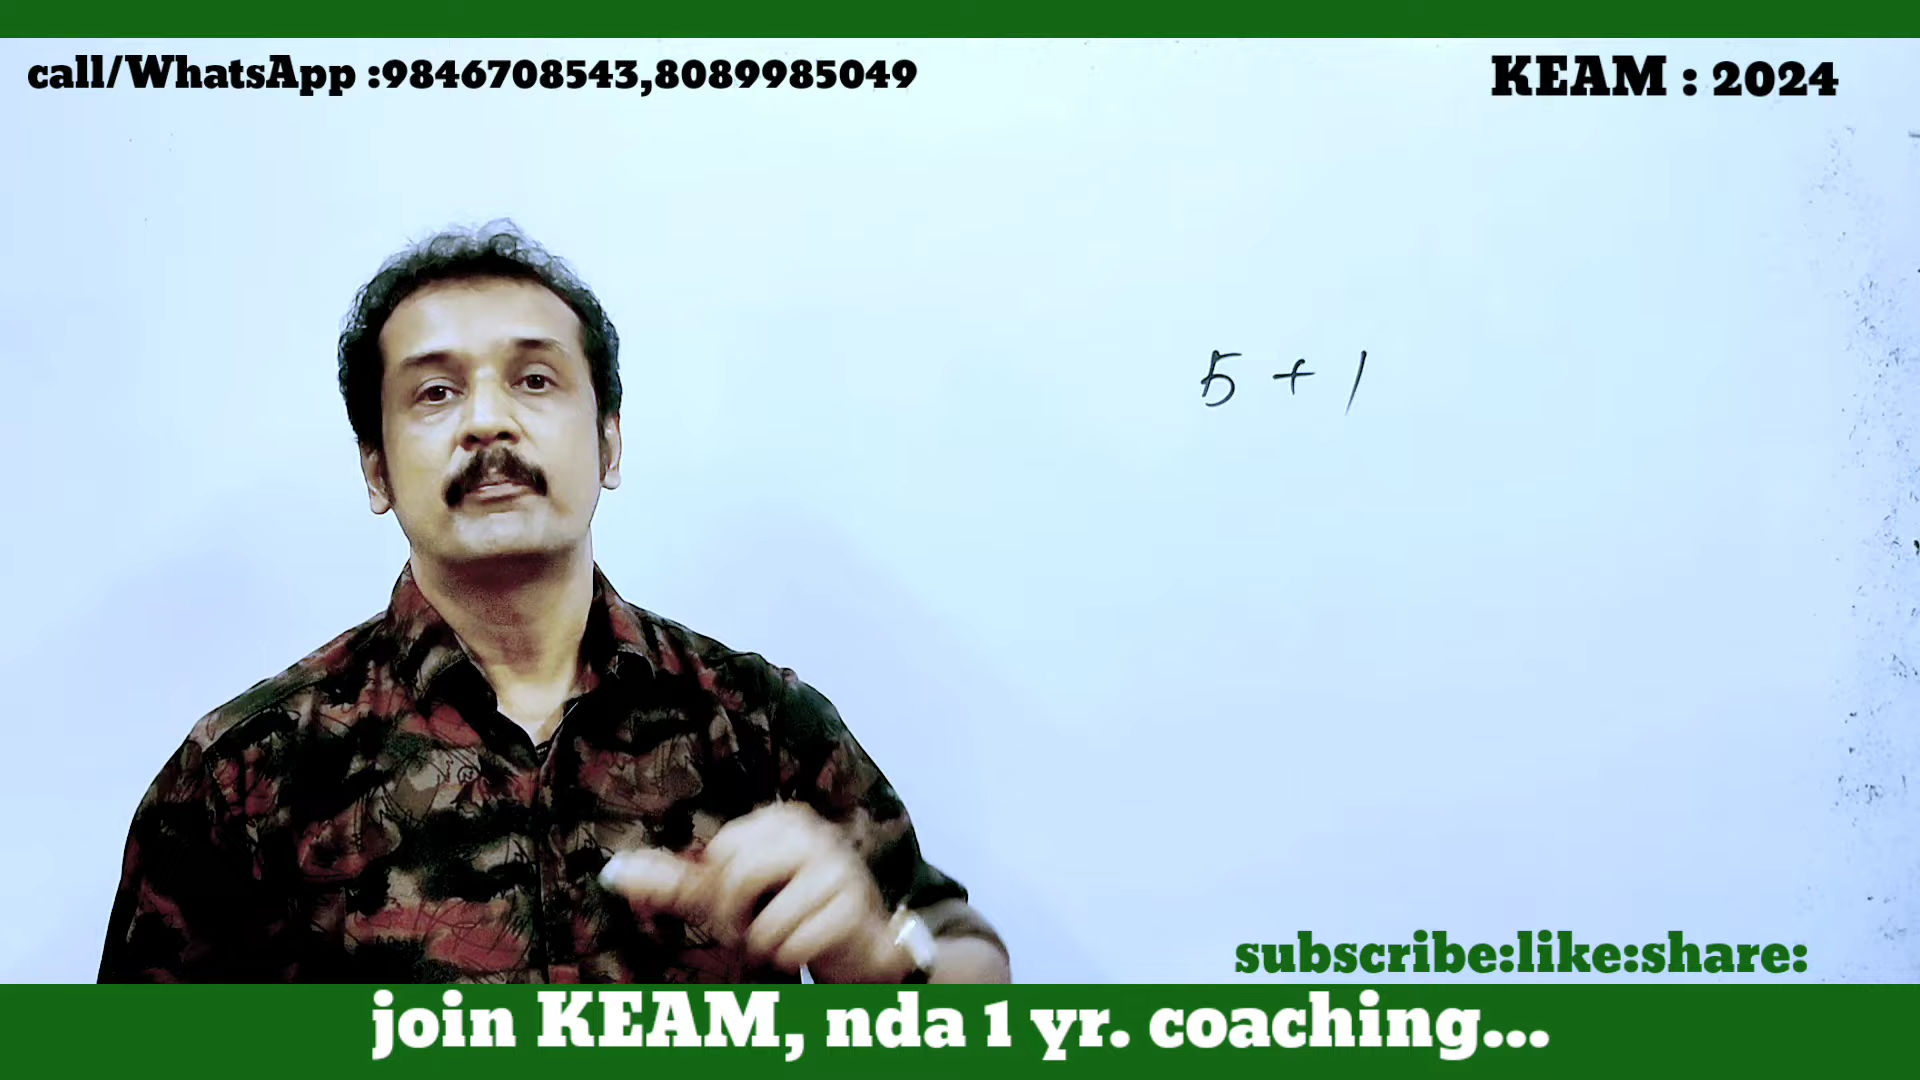 call/WhatsApp :9846708543,8089985049
KEAM : 2024
5 + 1
subscribe:like:share:
join KEAM, nda 1 yr. coaching...